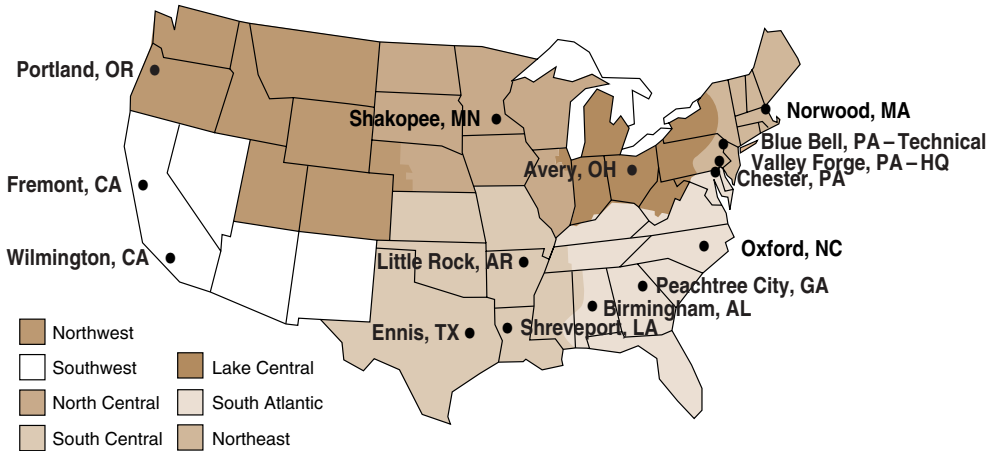 Portland, OR
Shakopee, MN
Norwood, MA
Blue Bell, PA – Technical
Valley Forge, PA – HQ
Avery, OH
Chester, PA
Fremont, CA
Wilmington, CA
Oxford, NC
Little Rock, AR
Peachtree City, GA
Birmingham, AL
Ennis, TX
Shreveport, LA
Northwest
Southwest
North Central
South Central
Lake Central
South Atlantic
Northeast